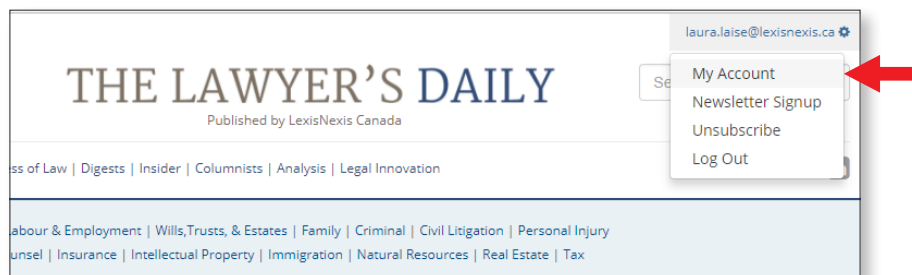 laura.laise@lexisnexis.ca
THE LAWYER'S DAILY
Published by LexisNexis Canada
Se
My Account
Newsletter Signup
Unsubscribe
Log Out
ss of Law | Digests | Insider | Columnists | Analysis | Legal Innovation
abour & Employment | Wills,Trusts, & Estates | Family | Criminal | Civil Litigation | Personal Injury
unsel | Insurance | Intellectual Property | Immigration | Natural Resources | Real Estate | Tax